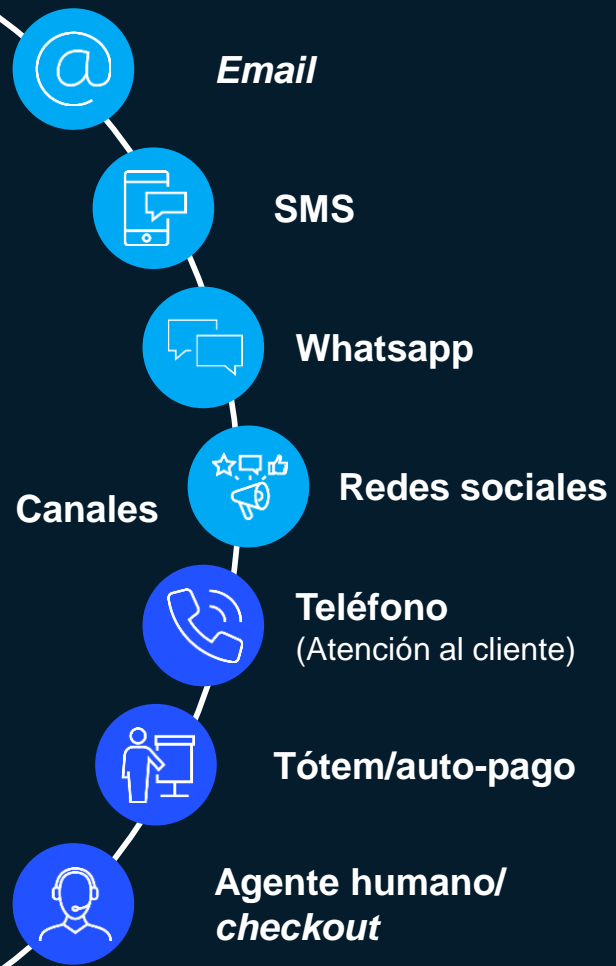 Email
SMS
Whatsapp
Redes sociales
Canales
Teléfono
(Atención al cliente)
Tótem/auto-pago
Agente humano/
checkout